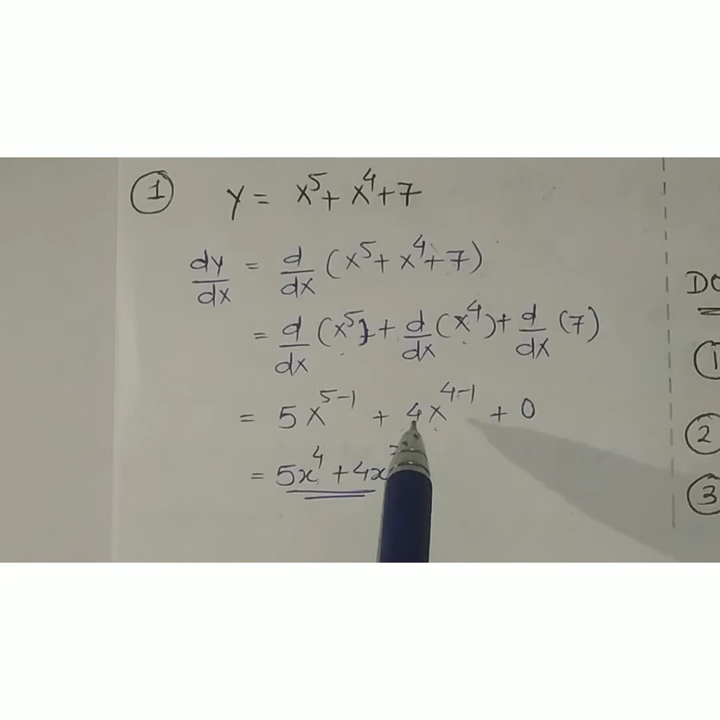 ① y = x⁵ + x⁴ + 7
dy/dx = d/dx (x⁵ + x⁴ + 7)
= d/dx (x⁵) + d/dx (x⁴) + d/dx (7)
= 5x⁵⁻¹ + 4x⁴⁻¹ + 0
= 5x⁴ + 4x
①
②
③